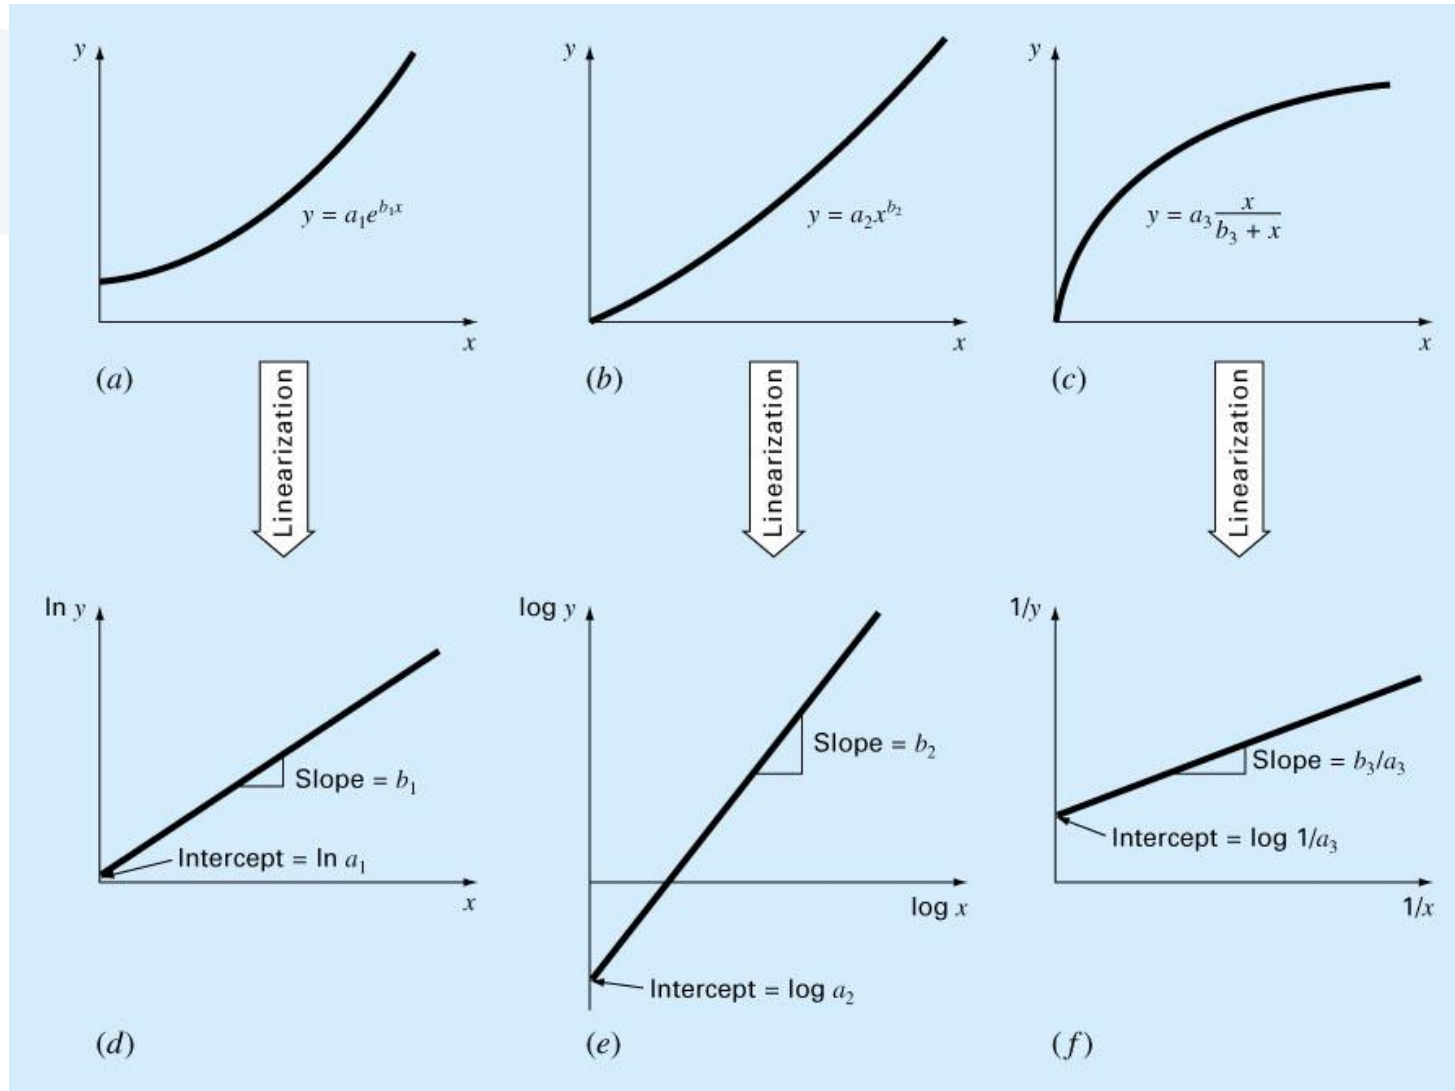 y
y
y
y = a₁e^{b₁x}
y = a₂x^{b₂}
y = a₃ x / (b₃ + x)
x
x
x
(a)
(b)
(c)
Linearization
Linearization
Linearization
ln y
log y
1/y
Slope = b₁
Slope = b₂
Slope = b₃/a₃
Intercept = ln a₁
Intercept = log 1/a₃
x
log x
1/x
Intercept = log a₂
(d)
(e)
(f)